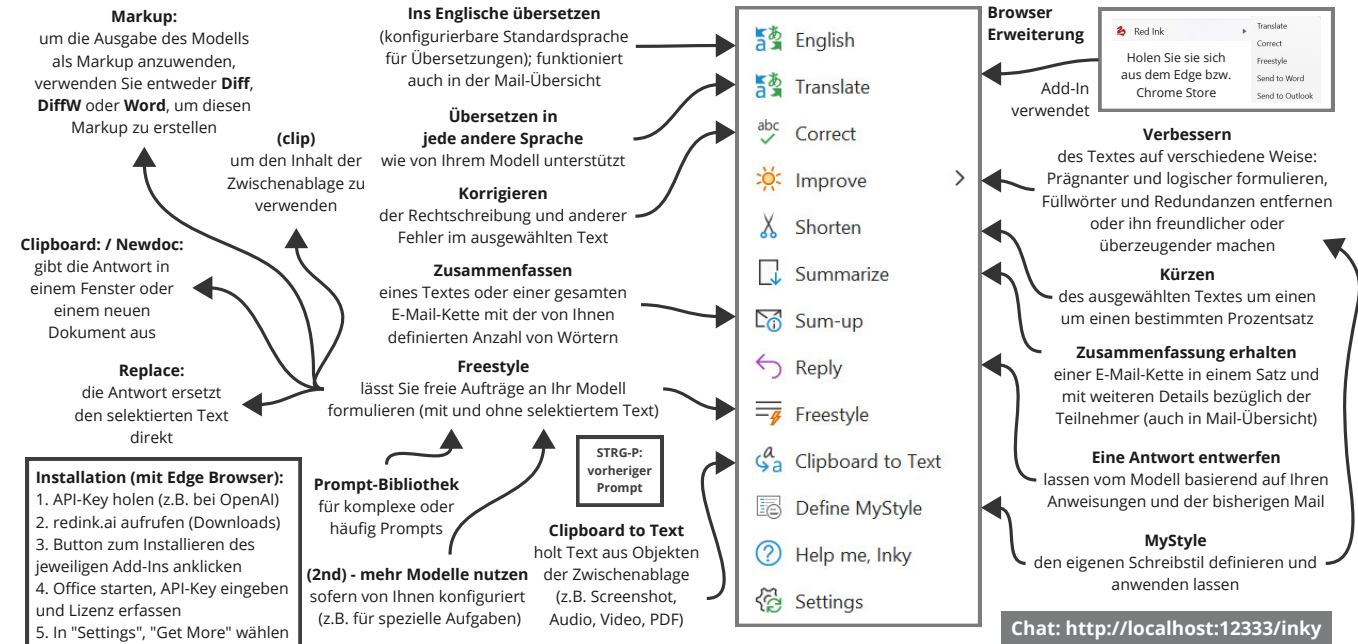 Markup:
um die Ausgabe des Modells
als Markup anzuwenden,
verwenden Sie entweder Diff,
DiffW oder Word, um diesen
Markup zu erstellen
(clip)
um den Inhalt der
Zwischenablage zu
verwenden
Clipboard: / Newdoc:
gibt die Antwort in
einem Fenster oder
einem neuen
Dokument aus
Replace:
die Antwort ersetzt
den selektierten Text
direkt
Installation (mit Edge Browser):
1. API-Key holen (z.B. bei OpenAI)
2. redink.ai aufrufen (Downloads)
3. Button zum Installieren des
jeweiligen Add-Ins anklicken
4. Office starten, API-Key eingeben
und Lizenz erfassen
5. In "Settings", "Get More" wählen
Ins Englische übersetzen
(konfigurierbare Standardsprache
für Übersetzungen); funktioniert
auch in der Mail-Übersicht
Übersetzen in
jede andere Sprache
wie von Ihrem Modell unterstützt
Korrigieren
der Rechtschreibung und anderer
Fehler im ausgewählten Text
Zusammenfassen
eines Textes oder einer gesamten
E-Mail-Kette mit der von Ihnen
definierten Anzahl von Wörtern
Freestyle
lässt Sie freie Aufträge an Ihr Modell
formulieren (mit und ohne selektiertem Text)
STRG-P:
vorheriger
Prompt
Prompt-Bibliothek
für komplexe oder
häufig Prompts
(2nd) - mehr Modelle nutzen
sofern von Ihnen konfiguriert
(z.B. für spezielle Aufgaben)
Clipboard to Text
holt Text aus Objekten
der Zwischenablage
(z.B. Screenshot,
Audio, Video, PDF)
English
Translate
abc
Correct
Improve
Shorten
Summarize
Sum-up
Reply
Freestyle
Clipboard to Text
Define MyStyle
Help me, Inky
Settings
Browser
Erweiterung
Add-In
verwendet
Red Ink
Holen Sie sie sich
aus dem Edge bzw.
Chrome Store
Translate
Correct
Freestyle
Send to Word
Send to Outlook
Verbessern
des Textes auf verschiedene Weise:
Prägnanter und logischer formulieren,
Füllwörter und Redundanzen entfernen
oder ihn freundlicher oder
überzeugender machen
Kürzen
des ausgewählten Textes um einen
um einen bestimmten Prozentsatz
Zusammenfassung erhalten
einer E-Mail-Kette in einem Satz und
mit weiteren Details bezüglich der
Teilnehmer (auch in Mail-Übersicht)
Eine Antwort entwerfen
lassen vom Modell basierend auf Ihren
Anweisungen und der bisherigen Mail
MyStyle
den eigenen Schreibstil definieren und
anwenden lassen
Chat: http://localhost:12333/inky